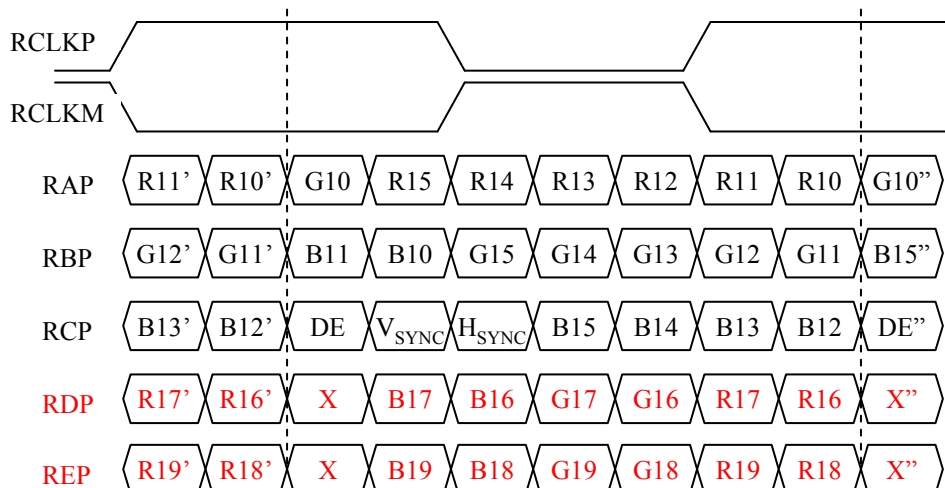 RCLKP
RCLKM
RAP R11’ R10’ G10 R15 R14 R13 R12 R11 R10 G10”
RBP G12’ G11’ B11 B10 G15 G14 G13 G12 G11 B15”
RCP B13’ B12’ DE VSYNC HSYNC B15 B14 B13 B12 DE”
RDP R17’ R16’ X B17 B16 G17 G16 R17 R16 X”
REP R19’ R18’ X B19 B18 G19 G18 R19 R18 X”